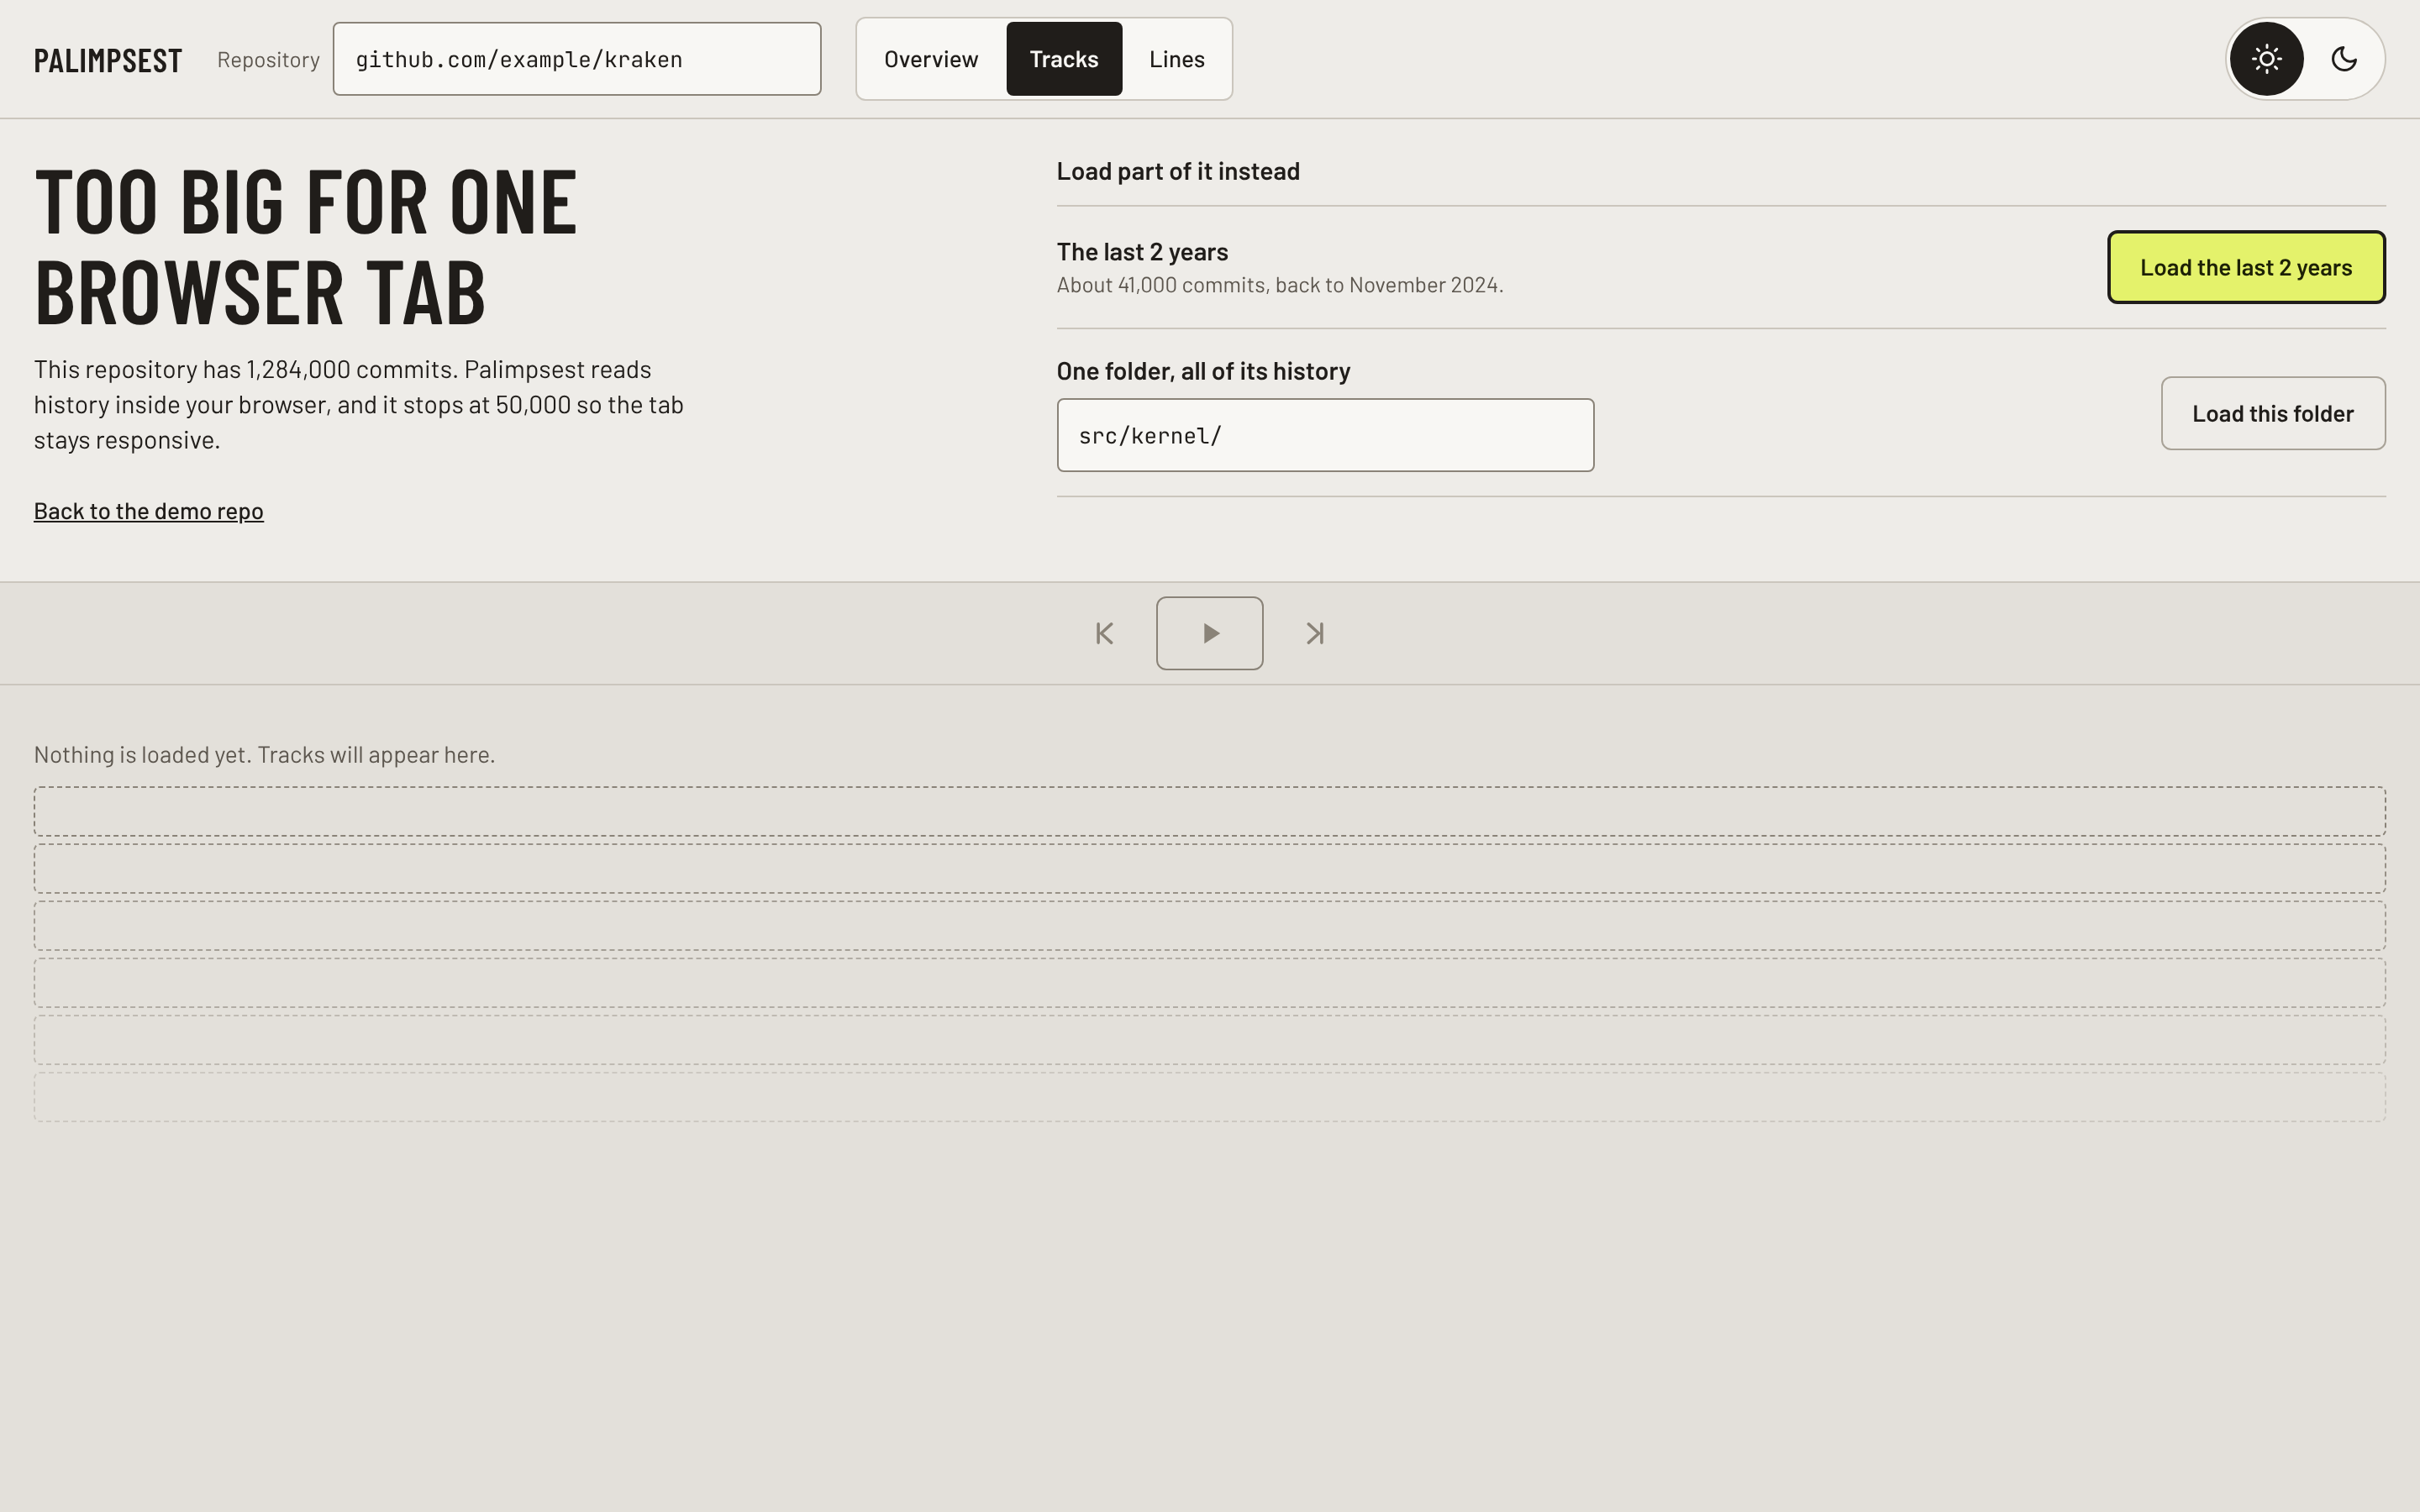 PALIMPSEST
Repository
github.com/example/kraken
Overview
Tracks
Lines
TOO BIG FOR ONE
BROWSER TAB
This repository has 1,284,000 commits. Palimpsest reads
history inside your browser, and it stops at 50,000 so the tab
stays responsive.
Back to the demo repo
Load part of it instead
The last 2 years
About 41,000 commits, back to November 2024.
Load the last 2 years
One folder, all of its history
src/kernel/
Load this folder
Nothing is loaded yet. Tracks will appear here.